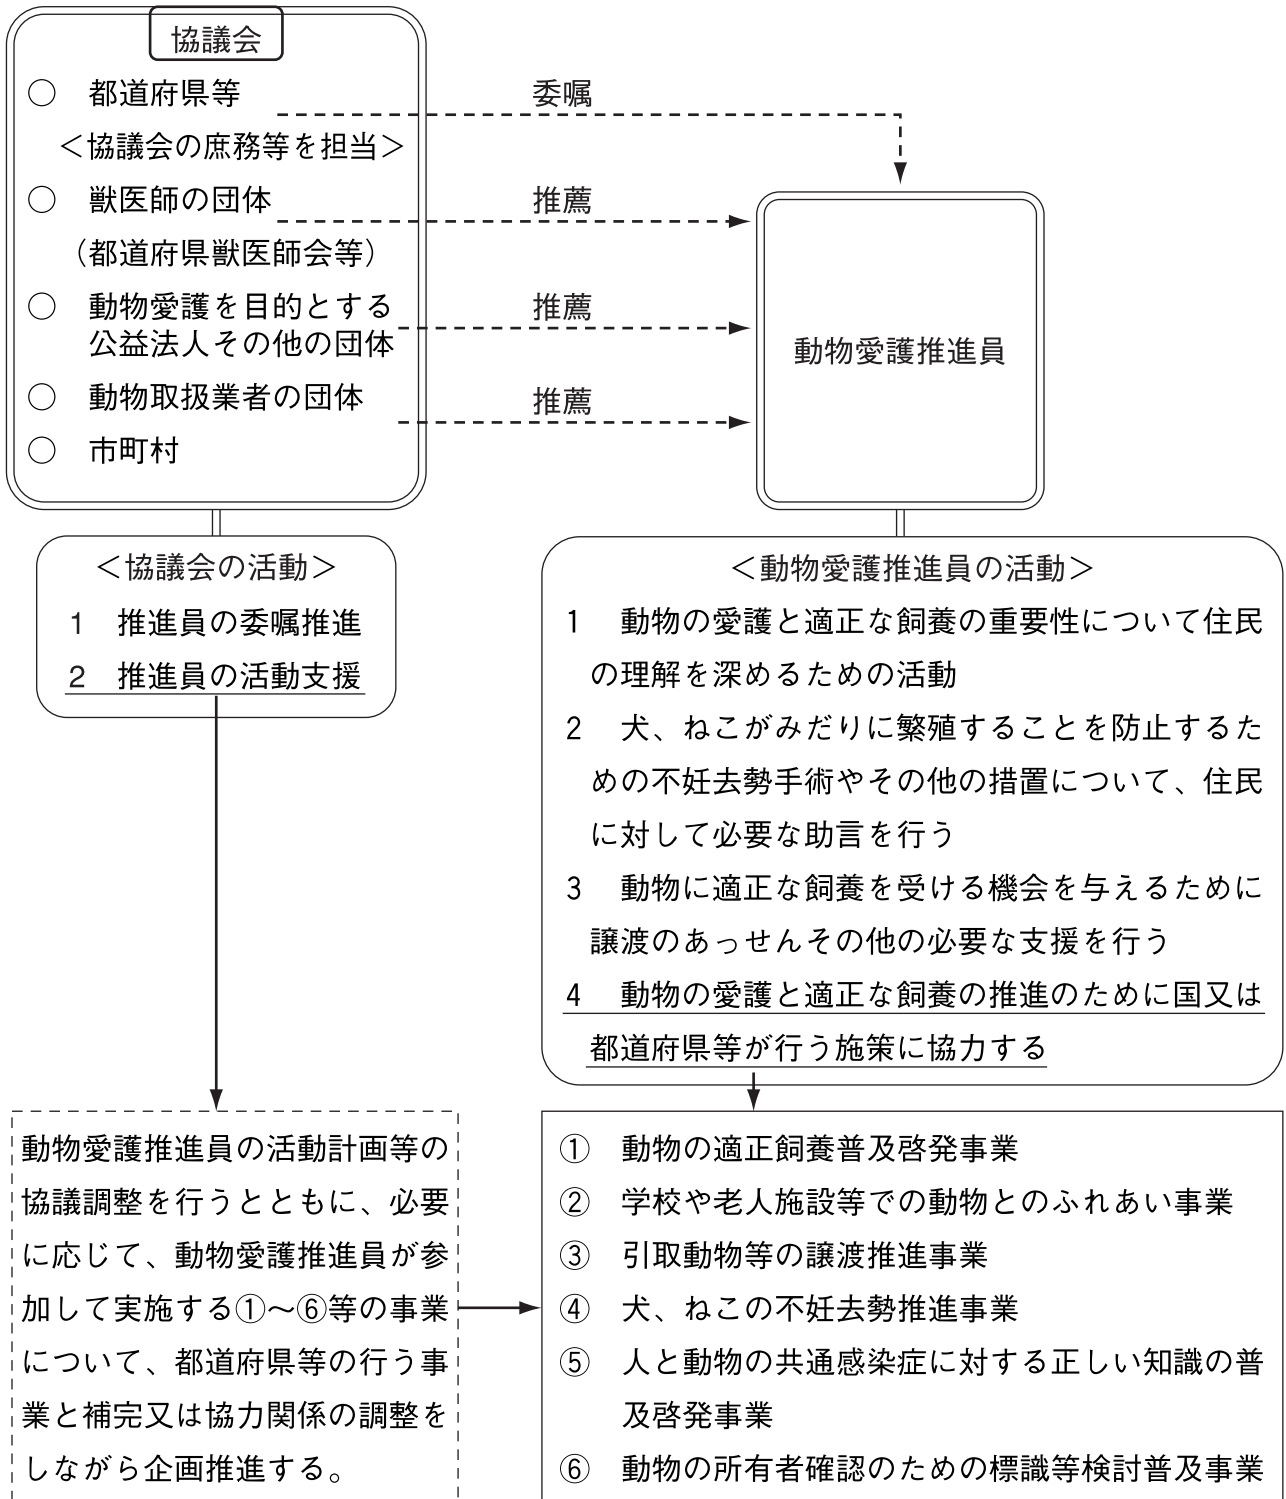 協議会
○　都道府県等
＜協議会の庶務等を担当＞
○　獣医師の団体
（都道府県獣医師会等）
○　動物愛護を目的とする
公益法人その他の団体
○　動物取扱業者の団体
○　市町村
委嘱
推薦
推薦
推薦
動物愛護推進員
＜協議会の活動＞
1　推進員の委嘱推進
2　推進員の活動支援
＜動物愛護推進員の活動＞
1　動物の愛護と適正な飼養の重要性について住民
の理解を深めるための活動
2　犬、ねこがみだりに繁殖することを防止するた
めの不妊去勢手術やその他の措置について、住民
に対して必要な助言を行う
3　動物に適正な飼養を受ける機会を与えるために
譲渡のあっせんその他の必要な支援を行う
4　動物の愛護と適正な飼養の推進のために国又は
都道府県等が行う施策に協力する
動物愛護推進員の活動計画等の
協議調整を行うとともに、必要
に応じて、動物愛護推進員が参
加して実施する①～⑥等の事業
について、都道府県等の行う事
業と補完又は協力関係の調整を
しながら企画推進する。
①　動物の適正飼養普及啓発事業
②　学校や老人施設等での動物とのふれあい事業
③　引取動物等の譲渡推進事業
④　犬、ねこの不妊去勢推進事業
⑤　人と動物の共通感染症に対する正しい知識の普
及啓発事業
⑥　動物の所有者確認のための標識等検討普及事業